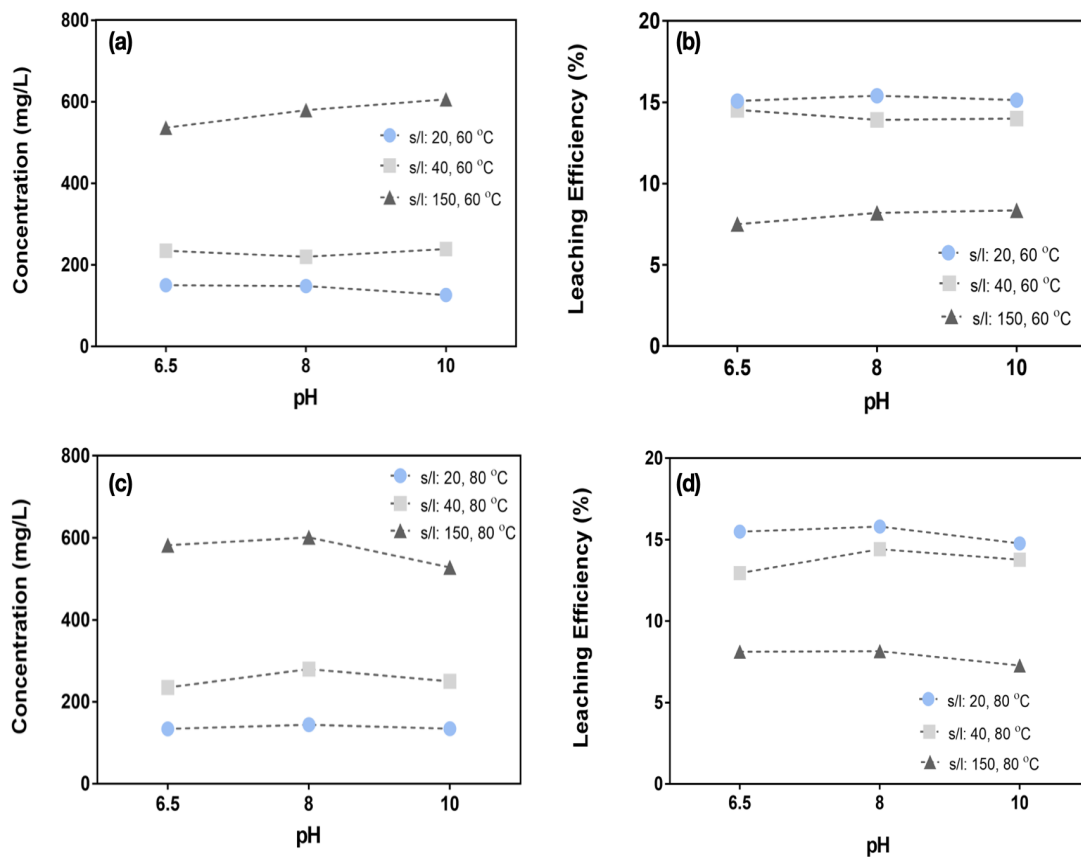 (a)
Concentration (mg/L)
800
600
400
200
0
s/l: 20, 60 °C
s/l: 40, 60 °C
s/l: 150, 60 °C
6.5 8 10
pH
(b)
Leaching Efficiency (%)
20
15
10
5
0
s/l: 20, 60 °C
s/l: 40, 60 °C
s/l: 150, 60 °C
6.5 8 10
pH
(c)
Concentration (mg/L)
800
600
400
200
0
s/l: 20, 80 °C
s/l: 40, 80 °C
s/l: 150, 80 °C
6.5 8 10
pH
(d)
Leaching Efficiency (%)
20
15
10
5
0
s/l: 20, 80 °C
s/l: 40, 80 °C
s/l: 150, 80 °C
6.5 8 10
pH